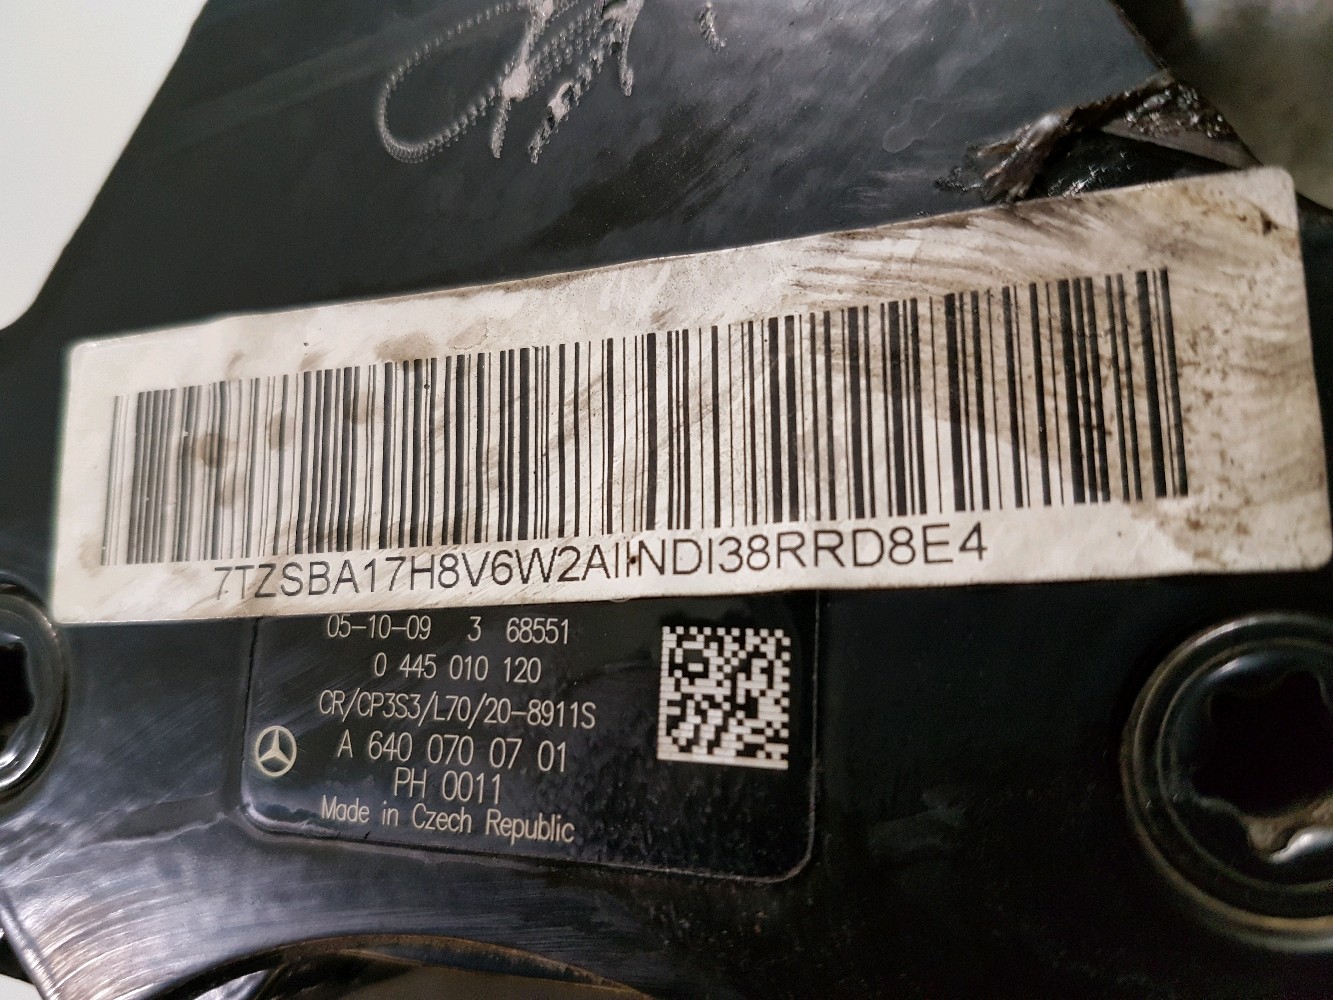 7TZSBA17H8V6W2AIINDI38RRD8E4
05-10-09 3 68551
0 445 010 120
CR/CP3S3/L70/20-8911S
A 640 070 07 01
PH 0011
Made in Czech Republic